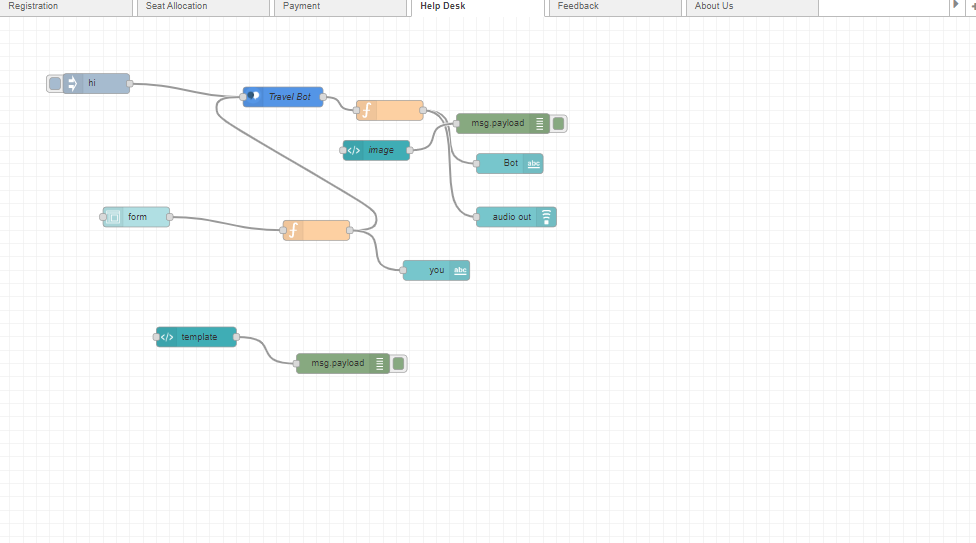 Registration
Seat Allocation
Payment
Help Desk
Feedback
About Us
hi
Travel Bot
f
msg.payload
</> image
Bot abc
form
audio out
f
you abc
</> template
msg.payload